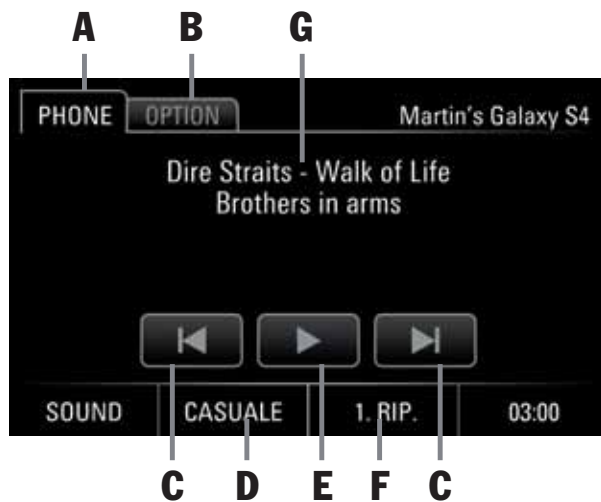 A B G
PHONE OPTION Martin's Galaxy S4
Dire Straits - Walk of Life
Brothers in arms
SOUND CASUALE 1. RIP. 03:00
C D E F C